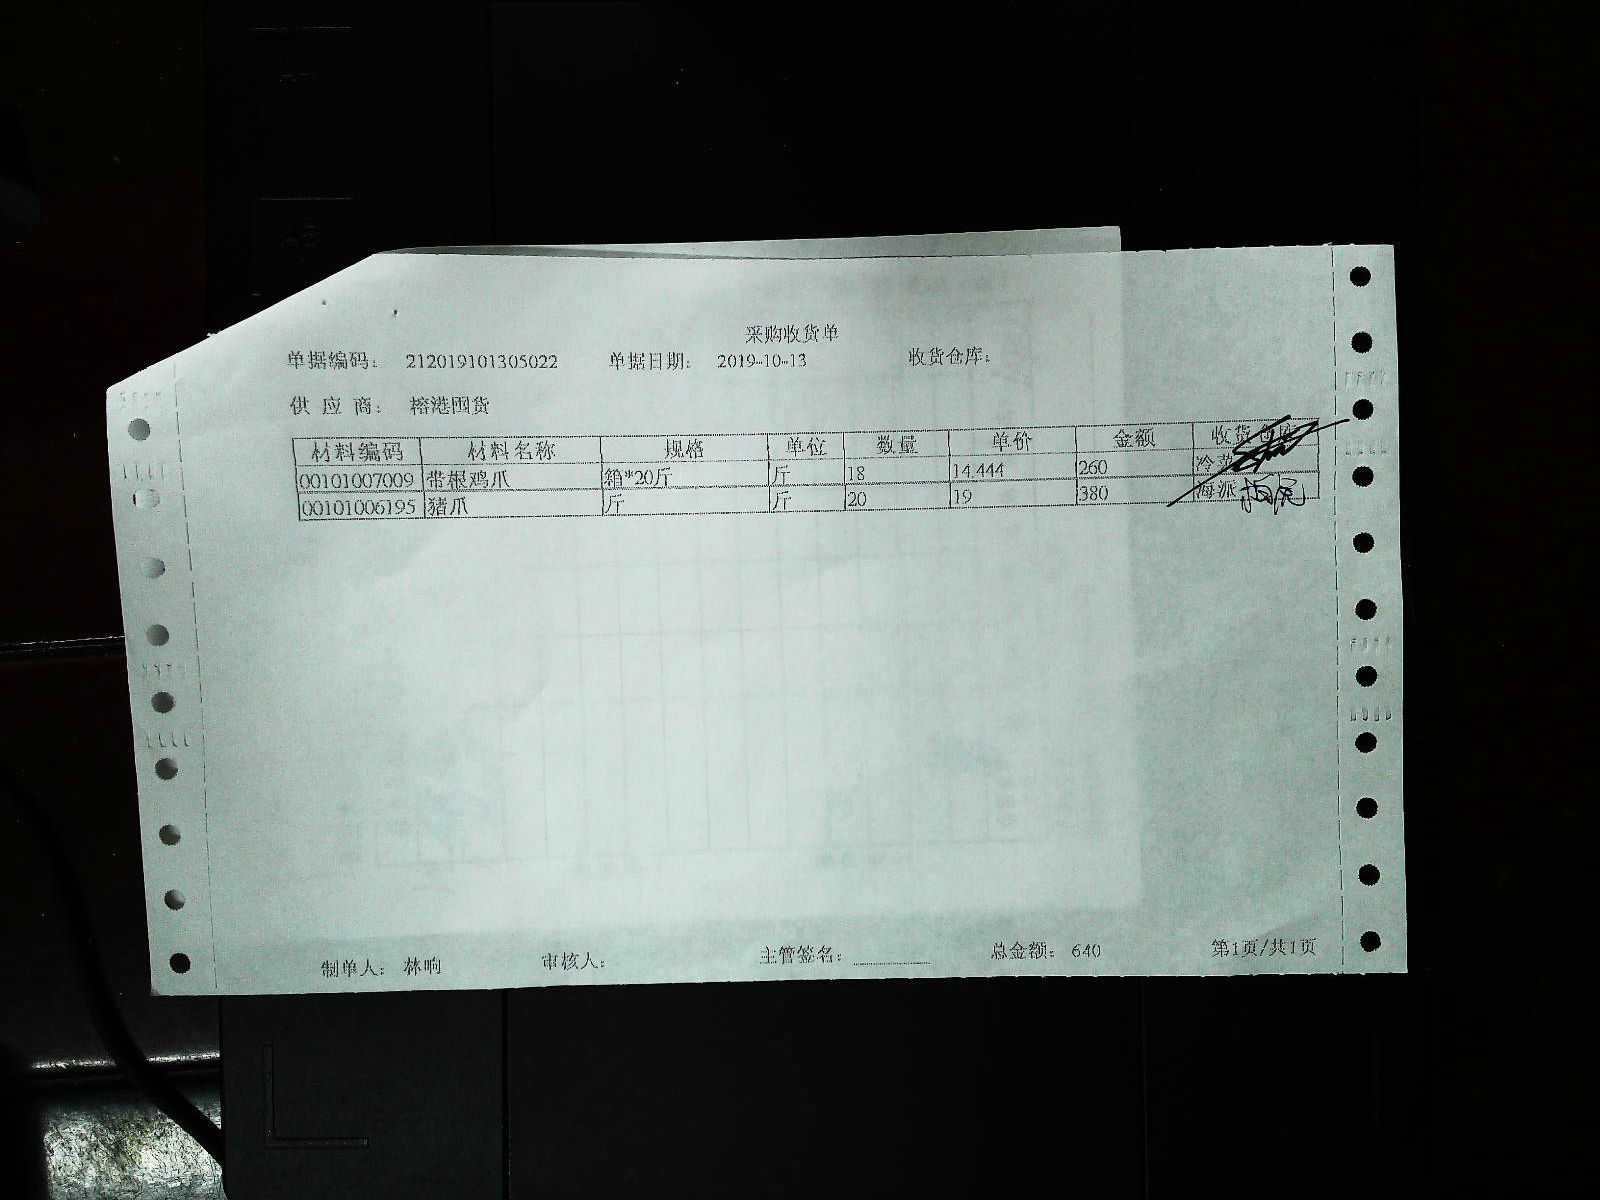 采购收货单
单据编码： 212019101305022 单据日期： 2019-10-13 收货仓库：
供 应 商： 榕港囤货
材料编码 材料名称 规格 单位 数量 单价 金额 收货仓库
00101007009 带根鸡爪 箱*20斤 斤 18 14.444 260 冷菜
00101006195 猪爪 斤 斤 20 19 380 海派
制单人： 林响 审核人： 主管签名： 总金额： 640 第1页/共1页